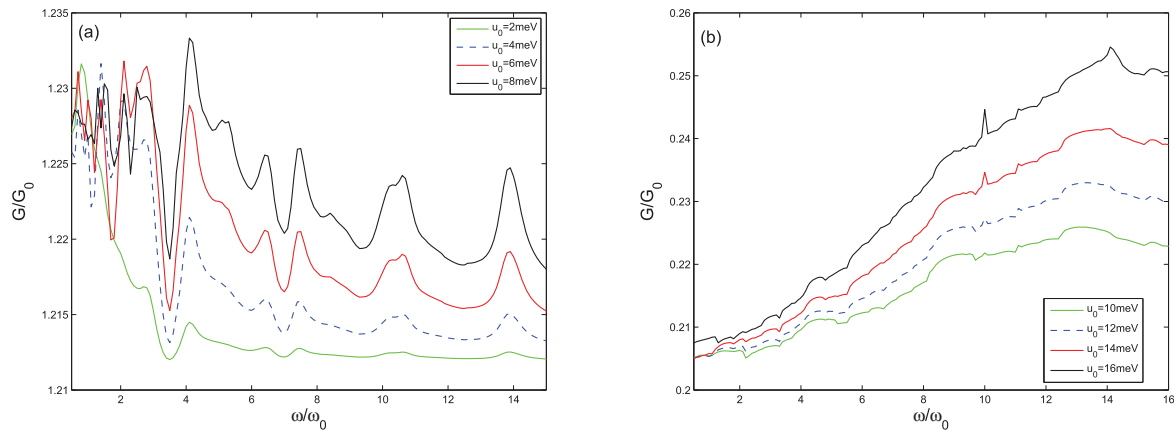 (a)
1.235
1.23
1.225
1.22
1.215
1.21
G/G0
2 4 6 8 10 12 14
ω/ω0
u0=2meV
u0=4meV
u0=6meV
u0=8meV
(b)
0.26
0.25
0.24
0.23
0.22
0.21
0.2
G/G0
2 4 6 8 10 12 14 16
ω/ω0
u0=10meV
u0=12meV
u0=14meV
u0=16meV